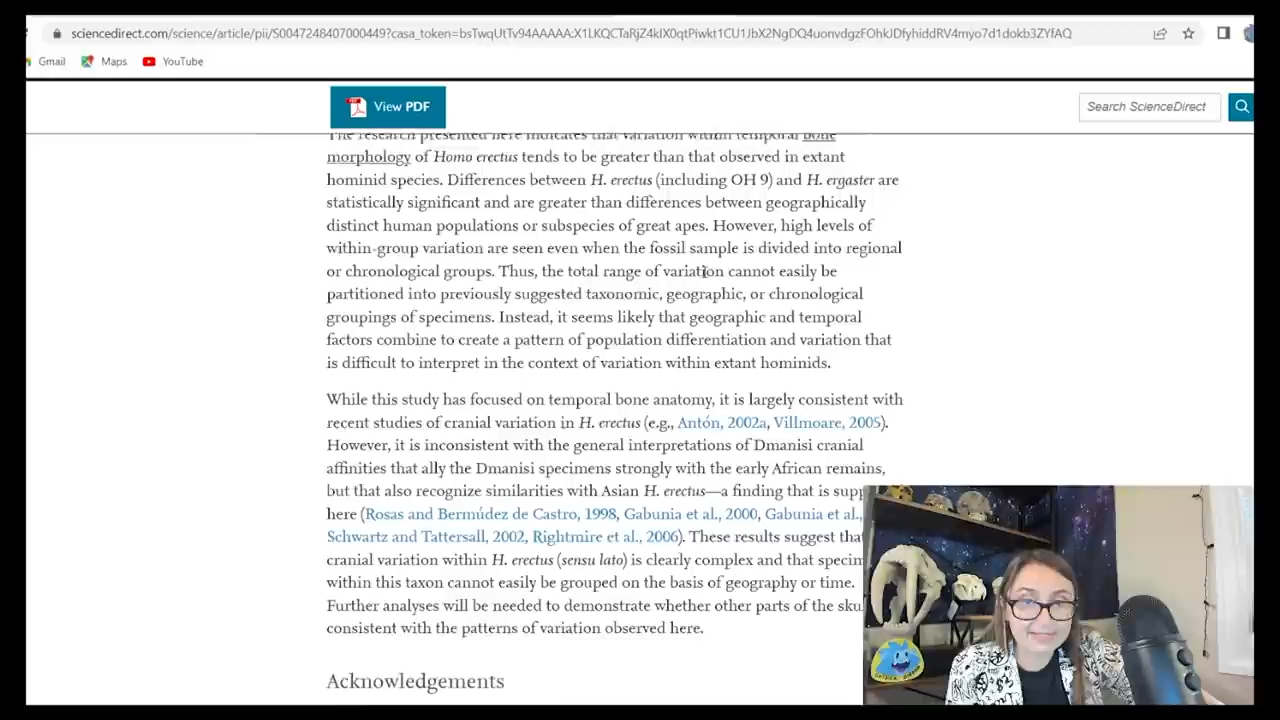 sciencedirect.com/science/article/pii/S0047248407000449?casa_token=bsTwqUtTv94AAAAA:X1LKQCTaRjZ4kIX0qtPiwkt1CU1JbX2NgDQ4uonvdgzFOhkJDfyhiddRV4myo7d1dokb3ZYfAQ
Gmail Maps YouTube
View PDF
Search ScienceDirect
The research presented here indicates that variation within temporal bone
morphology of Homo erectus tends to be greater than that observed in extant
hominid species. Differences between H. erectus (including OH 9) and H. ergaster are
statistically significant and are greater than differences between geographically
distinct human populations or subspecies of great apes. However, high levels of
within-group variation are seen even when the fossil sample is divided into regional
or chronological groups. Thus, the total range of variation cannot easily be
partitioned into previously suggested taxonomic, geographic, or chronological
groupings of specimens. Instead, it seems likely that geographic and temporal
factors combine to create a pattern of population differentiation and variation that
is difficult to interpret in the context of variation within extant hominids.
While this study has focused on temporal bone anatomy, it is largely consistent with
recent studies of cranial variation in H. erectus (e.g., Antón, 2002a, Villmoare, 2005).
However, it is inconsistent with the general interpretations of Dmanisi cranial
affinities that ally the Dmanisi specimens strongly with the early African remains,
but that also recognize similarities with Asian H. erectus—a finding that is supp
here (Rosas and Bermúdez de Castro, 1998, Gabunia et al., 2000, Gabunia et al.,
Schwartz and Tattersall, 2002, Rightmire et al., 2006). These results suggest that
cranial variation within H. erectus (sensu lato) is clearly complex and that specim
within this taxon cannot easily be grouped on the basis of geography or time.
Further analyses will be needed to demonstrate whether other parts of the sku
consistent with the patterns of variation observed here.
Acknowledgements